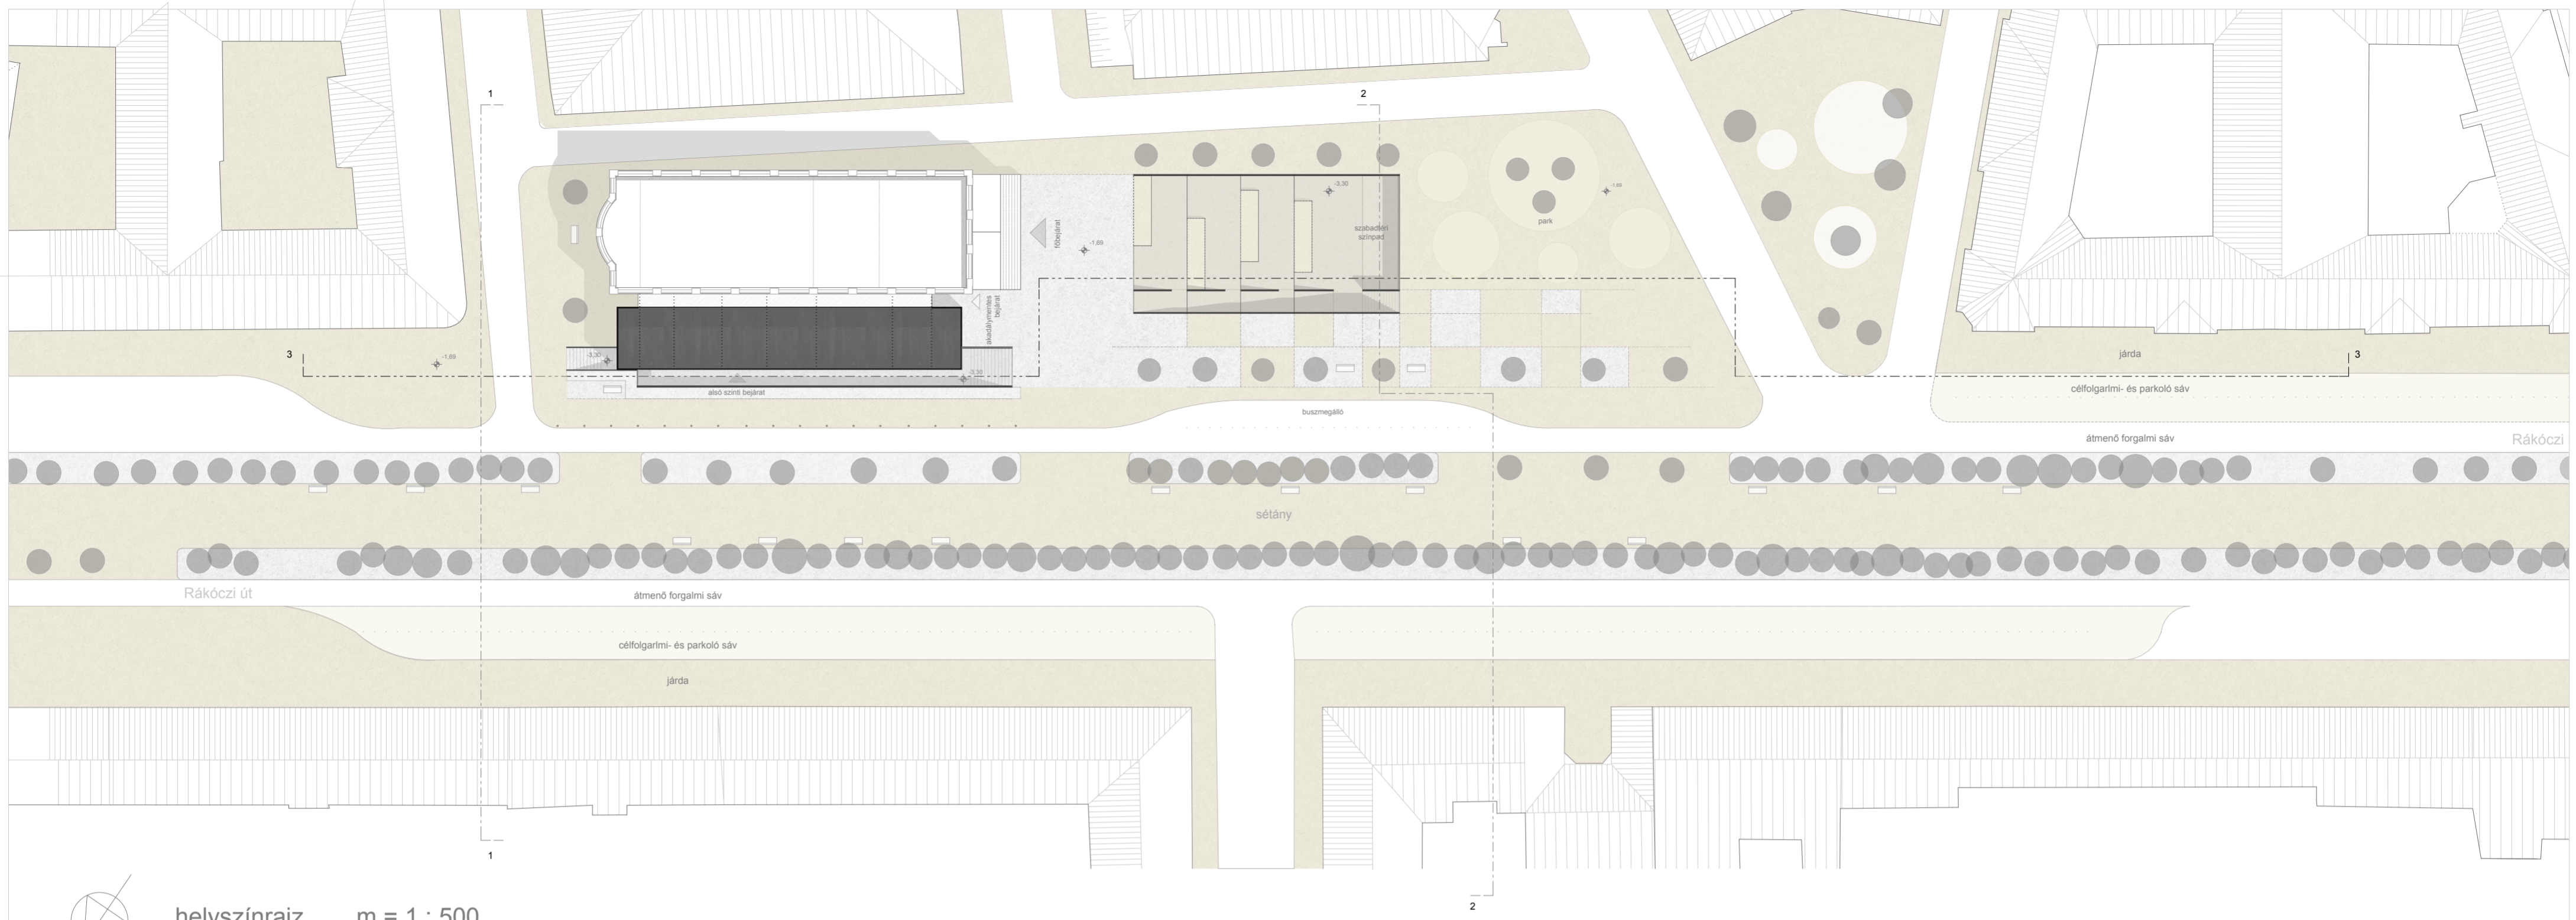 1
2
-3,30
-1,69
park
szabadtéri
színpad
főbejárat
-1,69
akadálymentes
bejárat
3
-1,69
-3,30
-3,30
alsó szinti bejárat
buszmegálló
járda
3
célfolgarlmi- és parkoló sáv
átmenő forgalmi sáv
Rákóczi
sétány
Rákóczi út
átmenő forgalmi sáv
célfolgarlmi- és parkoló sáv
járda
1
2
helyszínrajz m = 1 : 500